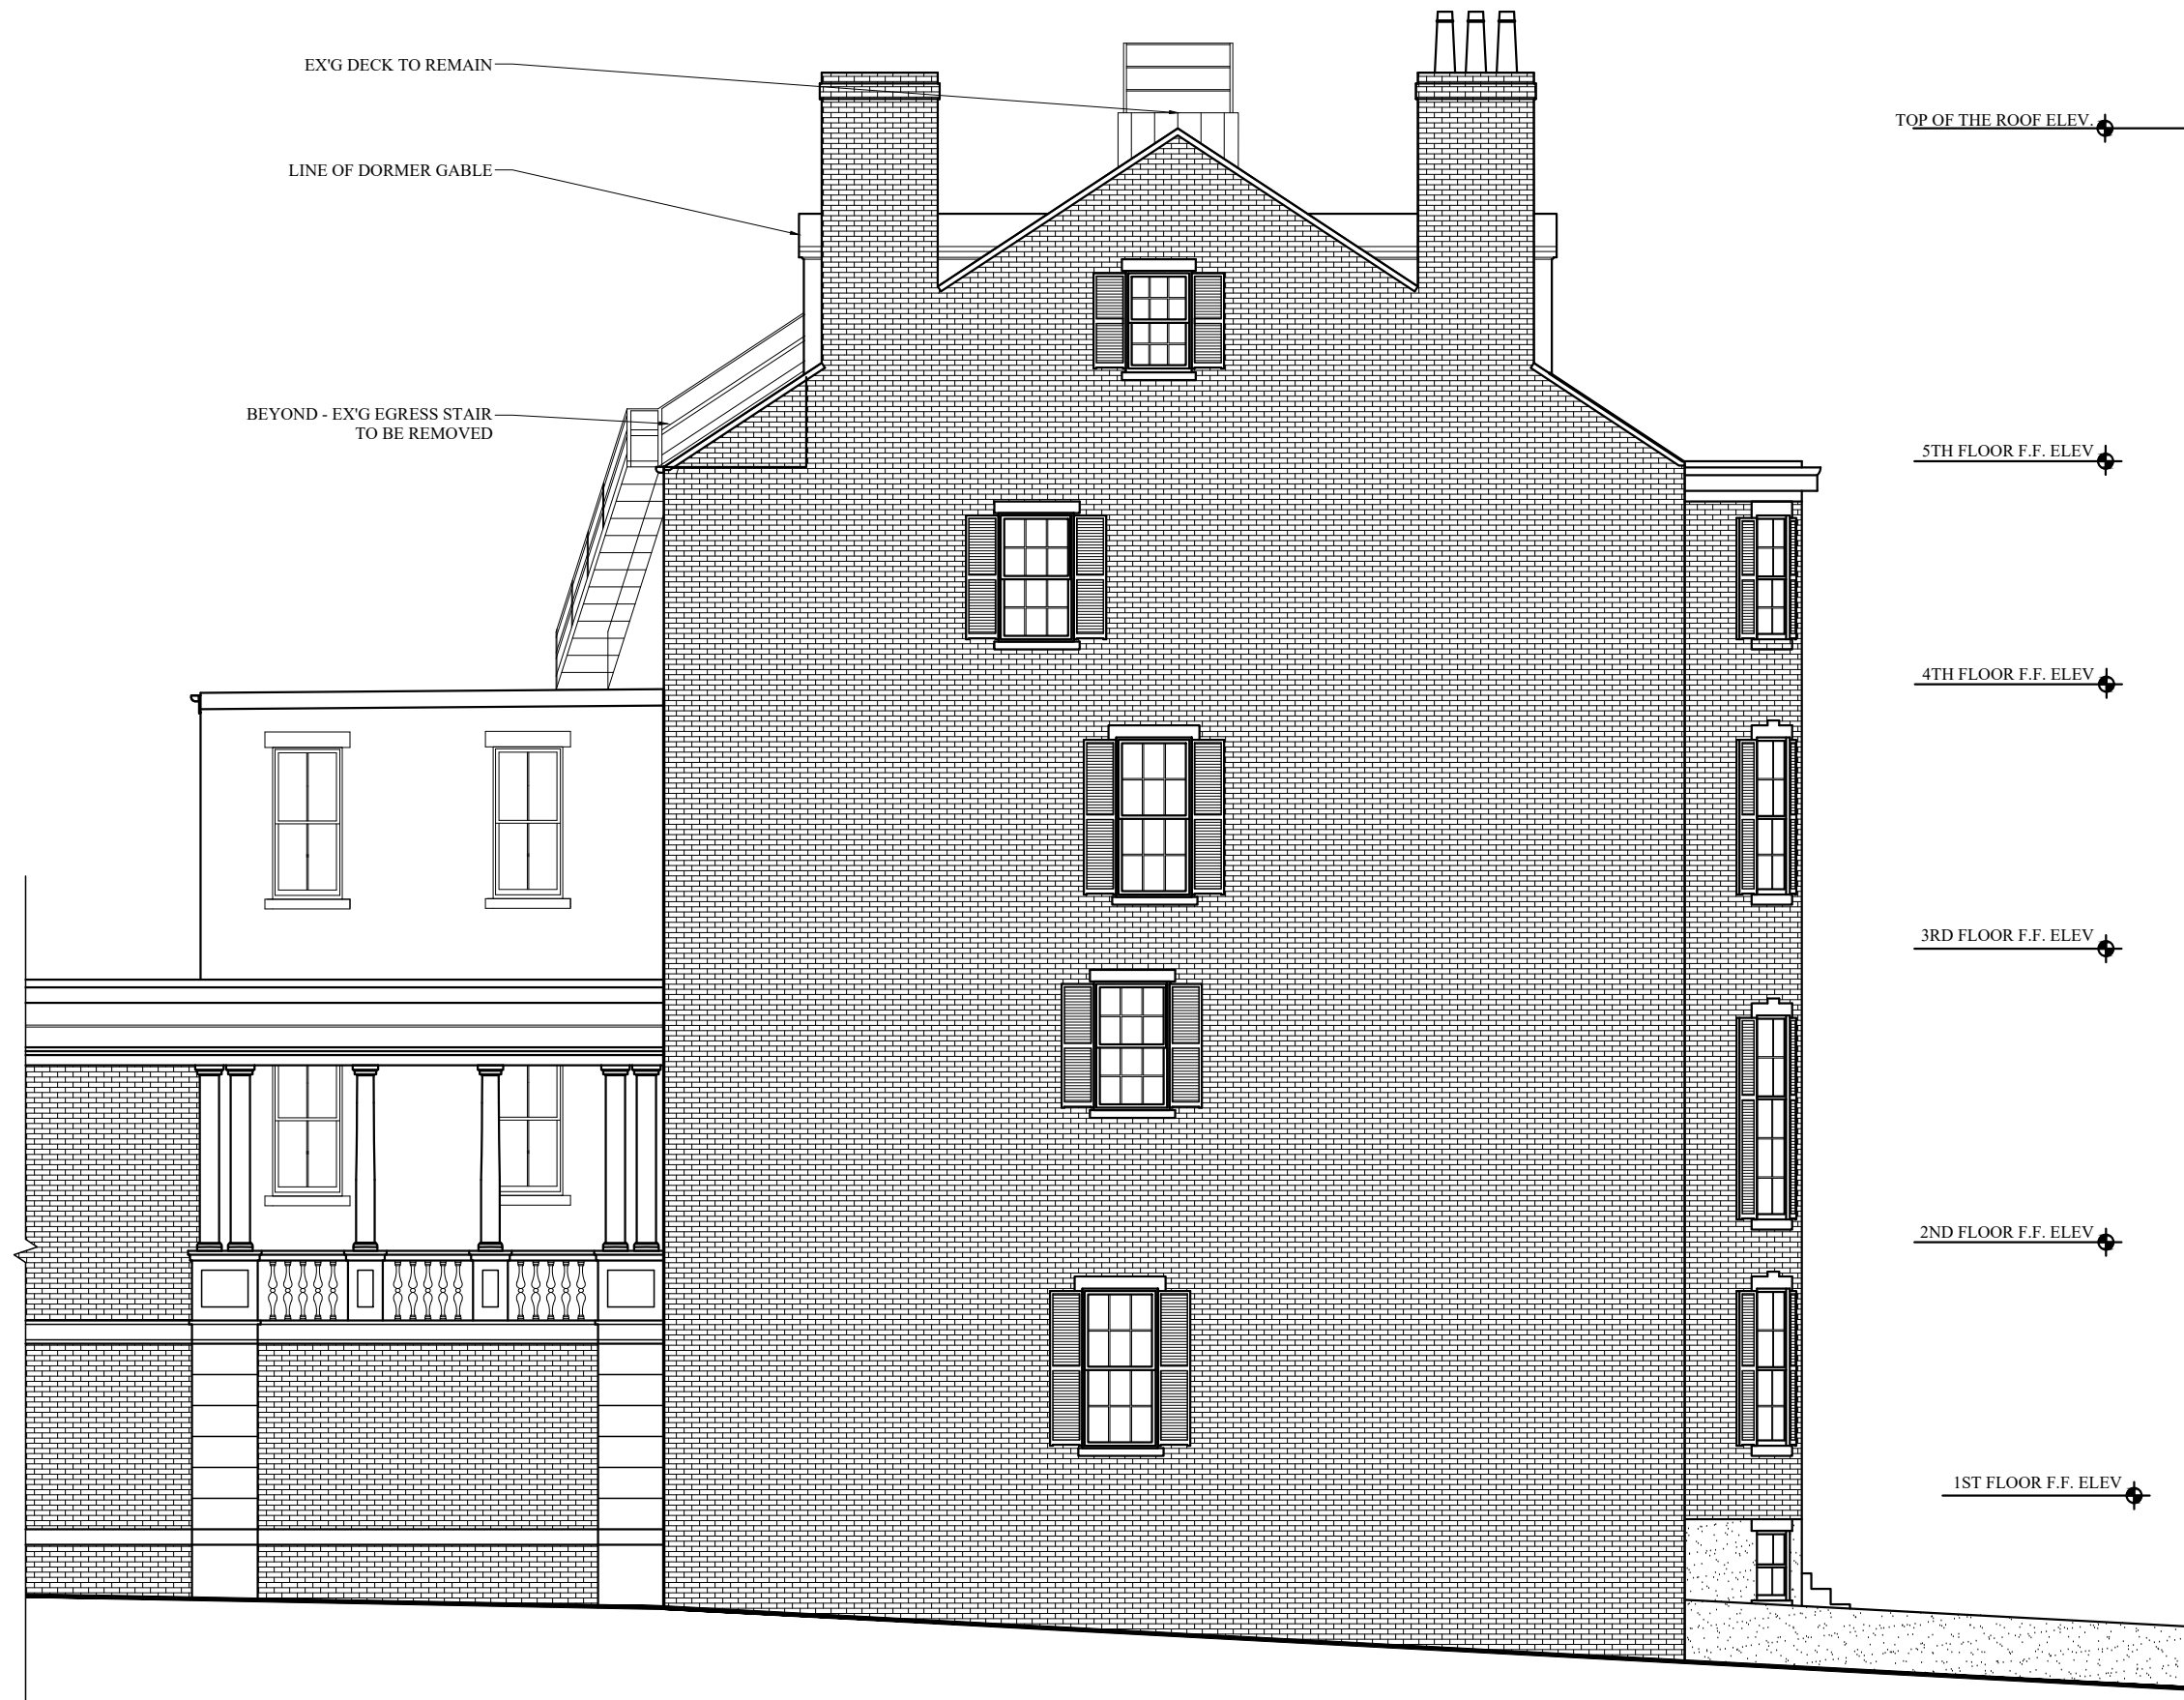 EX'G DECK TO REMAIN
TOP OF THE ROOF ELEV.
LINE OF DORMER GABLE
BEYOND - EX'G EGRESS STAIR
TO BE REMOVED
5TH FLOOR F.F. ELEV
4TH FLOOR F.F. ELEV
3RD FLOOR F.F. ELEV
2ND FLOOR F.F. ELEV
1ST FLOOR F.F. ELEV